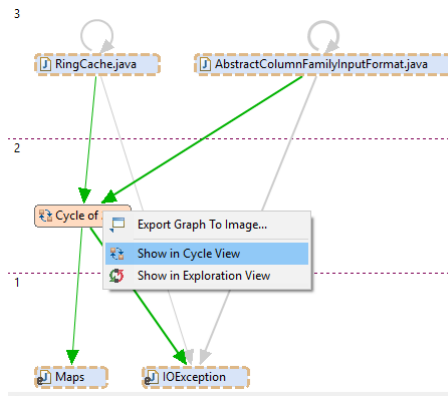 3
RingCache.java
AbstractColumnFamilyInputFormat.java
2
Cycle of
Export Graph To Image...
Show in Cycle View
Show in Exploration View
1
Maps
IOException